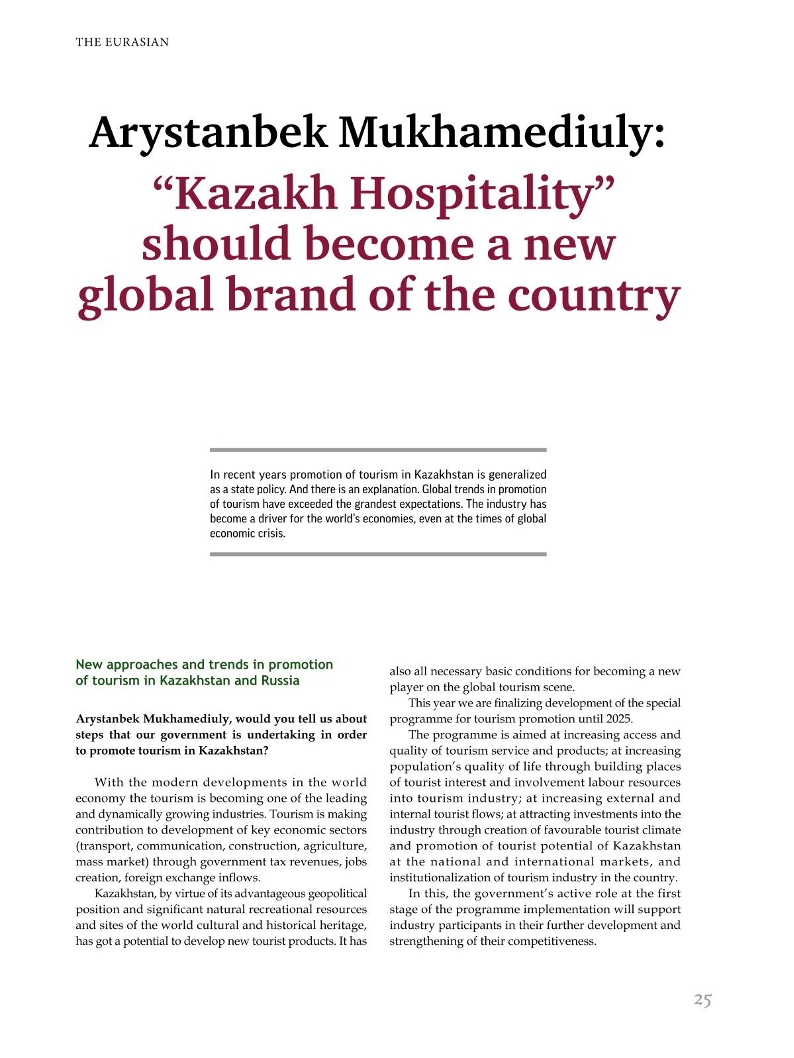 THE EURASIAN
Arystanbek Mukhamediuly:
“Kazakh Hospitality”
should become a new
global brand of the country
In recent years promotion of tourism in Kazakhstan is generalized
as a state policy. And there is an explanation. Global trends in promotion
of tourism have exceeded the grandest expectations. The industry has
become a driver for the world’s economies, even at the times of global
economic crisis.
New approaches and trends in promotion
of tourism in Kazakhstan and Russia
Arystanbek Mukhamediuly, would you tell us about
steps that our government is undertaking in order
to promote tourism in Kazakhstan?
With the modern developments in the world
economy the tourism is becoming one of the leading
and dynamically growing industries. Tourism is making
contribution to development of key economic sectors
(transport, communication, construction, agriculture,
mass market) through government tax revenues, jobs
creation, foreign exchange inflows.
Kazakhstan, by virtue of its advantageous geopolitical
position and significant natural recreational resources
and sites of the world cultural and historical heritage,
has got a potential to develop new tourist products. It has
also all necessary basic conditions for becoming a new
player on the global tourism scene.
This year we are finalizing development of the special
programme for tourism promotion until 2025.
The programme is aimed at increasing access and
quality of tourism service and products; at increasing
population’s quality of life through building places
of tourist interest and involvement labour resources
into tourism industry; at increasing external and
internal tourist flows; at attracting investments into the
industry through creation of favourable tourist climate
and promotion of tourist potential of Kazakhstan
at the national and international markets, and
institutionalization of tourism industry in the country.
In this, the government’s active role at the first
stage of the programme implementation will support
industry participants in their further development and
strengthening of their competitiveness.
25